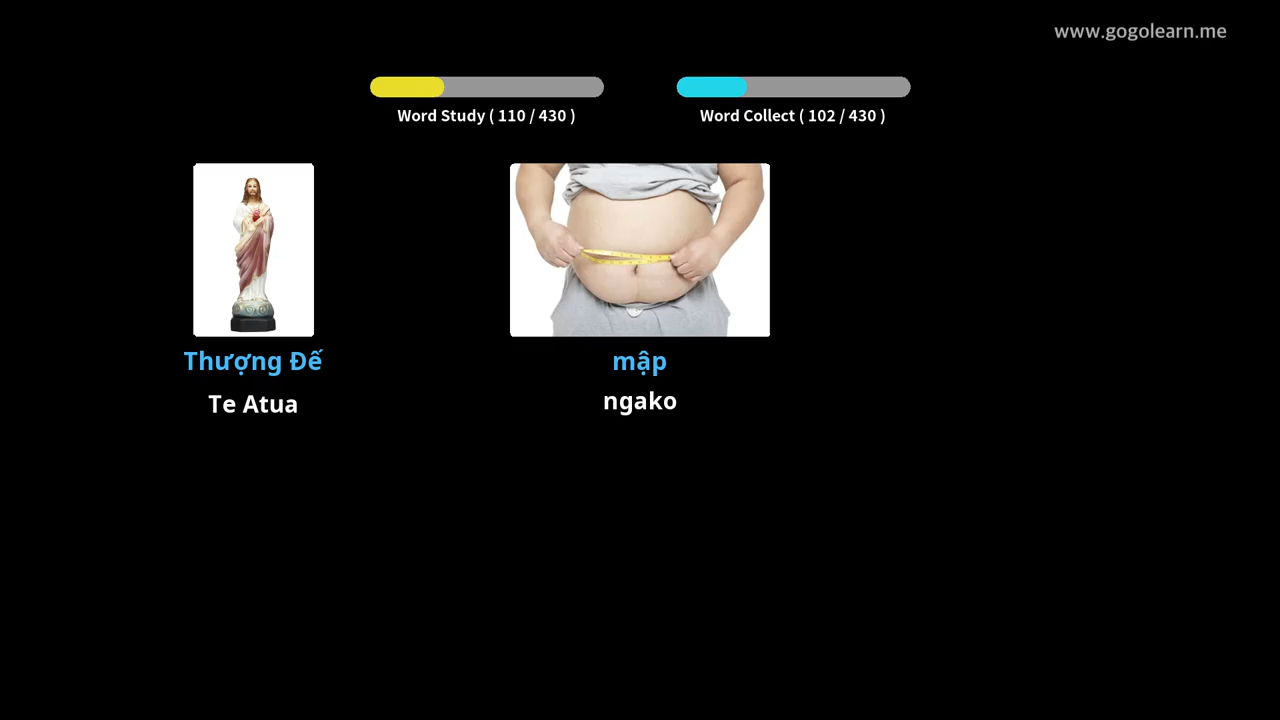 www.gogolearn.me
Word Study ( 110 / 430 )
Word Collect ( 102 / 430 )
Thượng Đế
mập
Te Atua
ngako